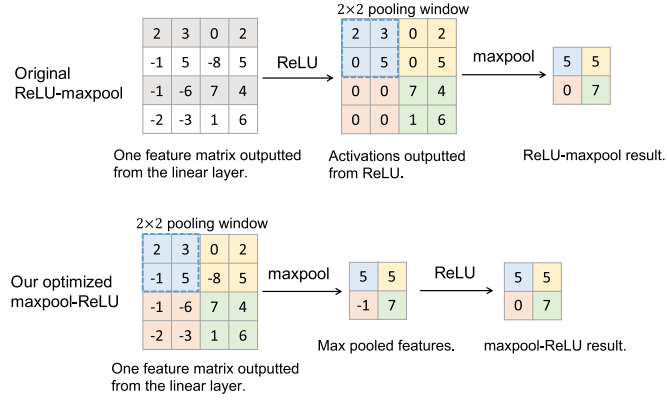 2×2 pooling window
2 3 0 2
-1 5 -8 5
-1 -6 7 4
-2 -3 1 6
Original
ReLU-maxpool
ReLU
2 3 0 2
0 5 0 5
0 0 7 4
0 0 1 6
maxpool
5 5
0 7
One feature matrix outputted
from the linear layer.
Activations outputted
from ReLU.
ReLU-maxpool result.
2×2 pooling window
Our optimized
maxpool-ReLU
2 3 0 2
-1 5 -8 5
-1 -6 7 4
-2 -3 1 6
maxpool
5 5
-1 7
ReLU
5 5
0 7
One feature matrix outputted
from the linear layer.
Max pooled features.
maxpool-ReLU result.